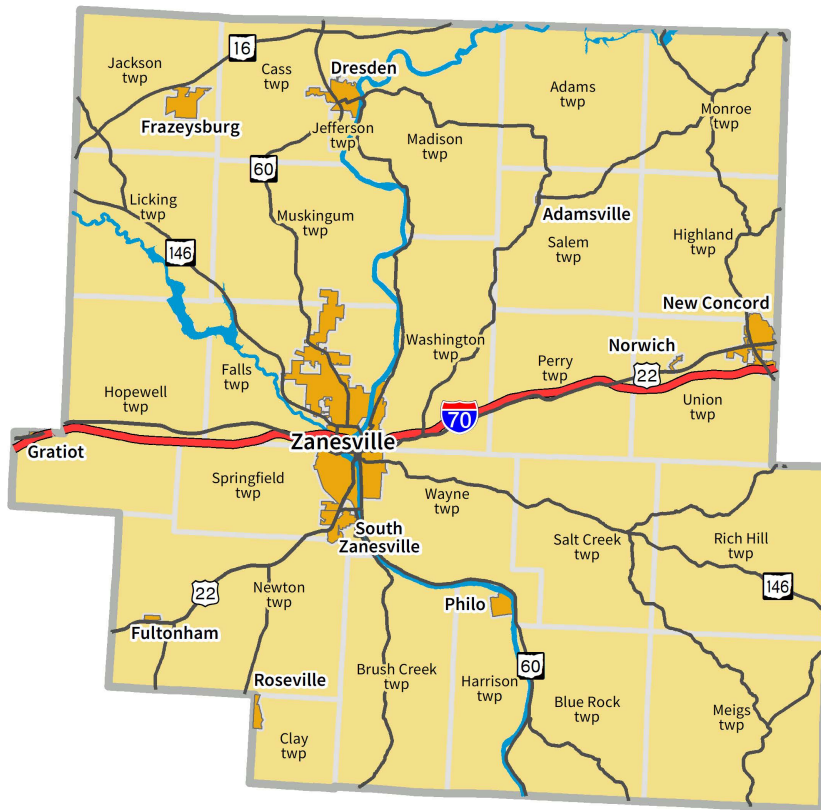 Jackson
twp
16
Cass
twp
Dresden
Adams
twp
Monroe
twp
Frazeysburg
Jefferson
twp
Madison
twp
60
Licking
twp
Muskingum
twp
Adamsville
Salem
twp
Highland
twp
146
New Concord
Washington
twp
Norwich
Perry
twp
22
Falls
twp
Hopewell
twp
Union
twp
70
Zanesville
Gratiot
Springfield
twp
Wayne
twp
South
Zanesville
Salt Creek
twp
Rich Hill
twp
146
Newton
twp
22
Philo
Fultonham
Roseville
Brush Creek
twp
Harrison
twp
60
Blue Rock
twp
Meigs
twp
Clay
twp